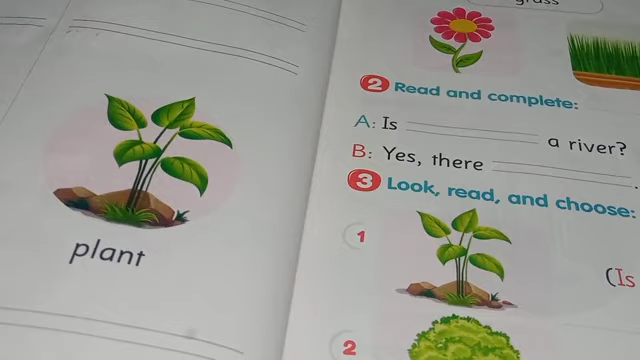 plant
grass
2 Read and complete:
A: Is a river?
B: Yes, there .
3 Look, read, and choose:
1
(Is
2